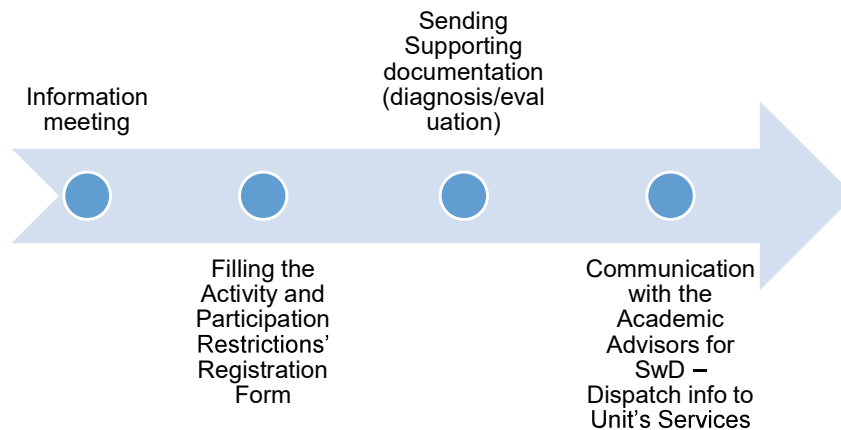 Information
meeting
Filling the
Activity and
Participation
Restrictions’
Registration
Form
Sending
Supporting
documentation
(diagnosis/eval
uation)
Communication
with the
Academic
Advisors for
SwD –
Dispatch info to
Unit’s Services